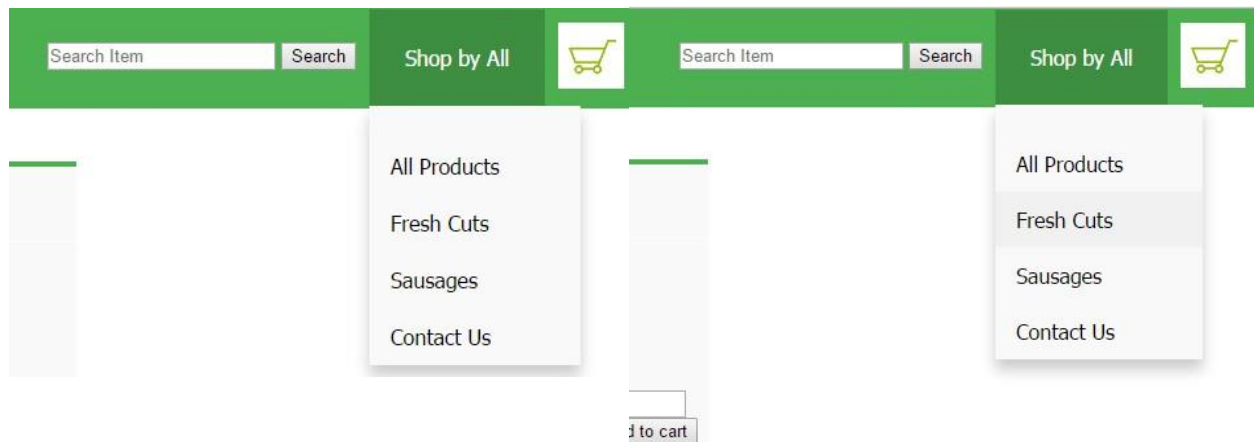 Search Item Search Shop by All
All Products
Fresh Cuts
Sausages
Contact Us
Search Item Search Shop by All
All Products
Fresh Cuts
Sausages
Contact Us
to cart